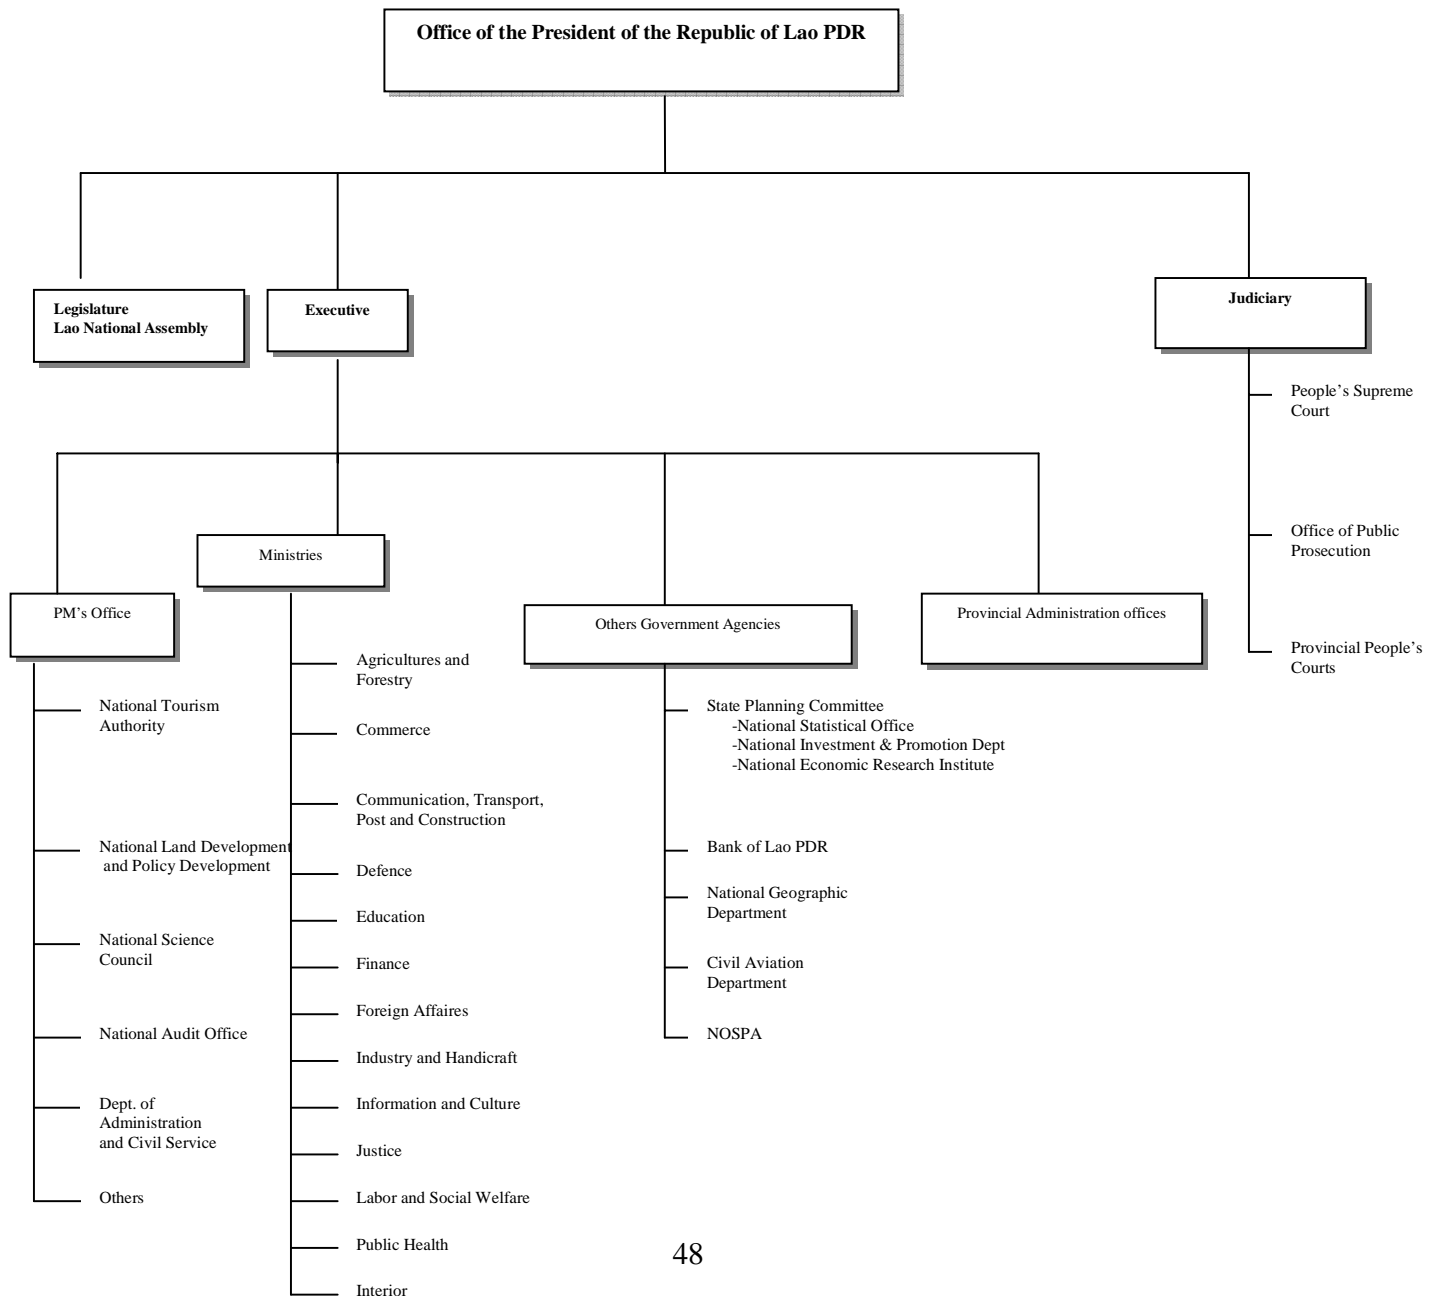 Office of the President of the Republic of Lao PDR
Legislature
Lao National Assembly
Executive
Judiciary
People's Supreme
Court
Office of Public
Prosecution
Provincial People's
Courts
PM's Office
National Tourism
Authority
National Land Development
and Policy Development
National Science
Council
National Audit Office
Dept. of
Administration
and Civil Service
Others
Ministries
Agricultures and
Forestry
Commerce
Communication, Transport,
Post and Construction
Defence
Education
Finance
Foreign Affaires
Industry and Handicraft
Information and Culture
Justice
Labor and Social Welfare
Public Health
Interior
Others Government Agencies
State Planning Committee
-National Statistical Office
-National Investment & Promotion Dept
-National Economic Research Institute
Bank of Lao PDR
National Geographic
Department
Civil Aviation
Department
NOSPA
Provincial Administration offices
48